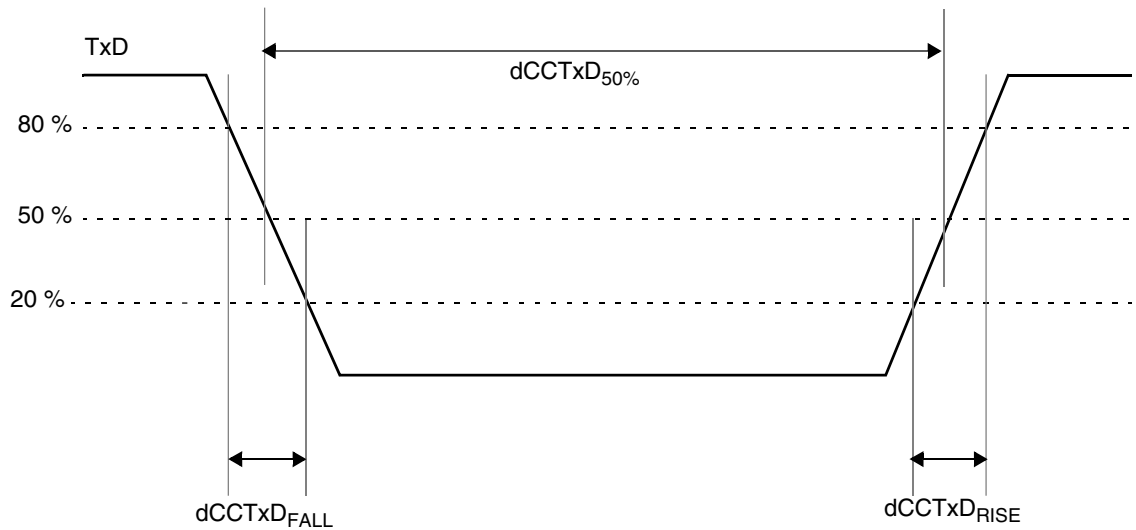 TxD
dCCTxD50%
80 %
50 %
20 %
dCCTxDFALL
dCCTxDRISE